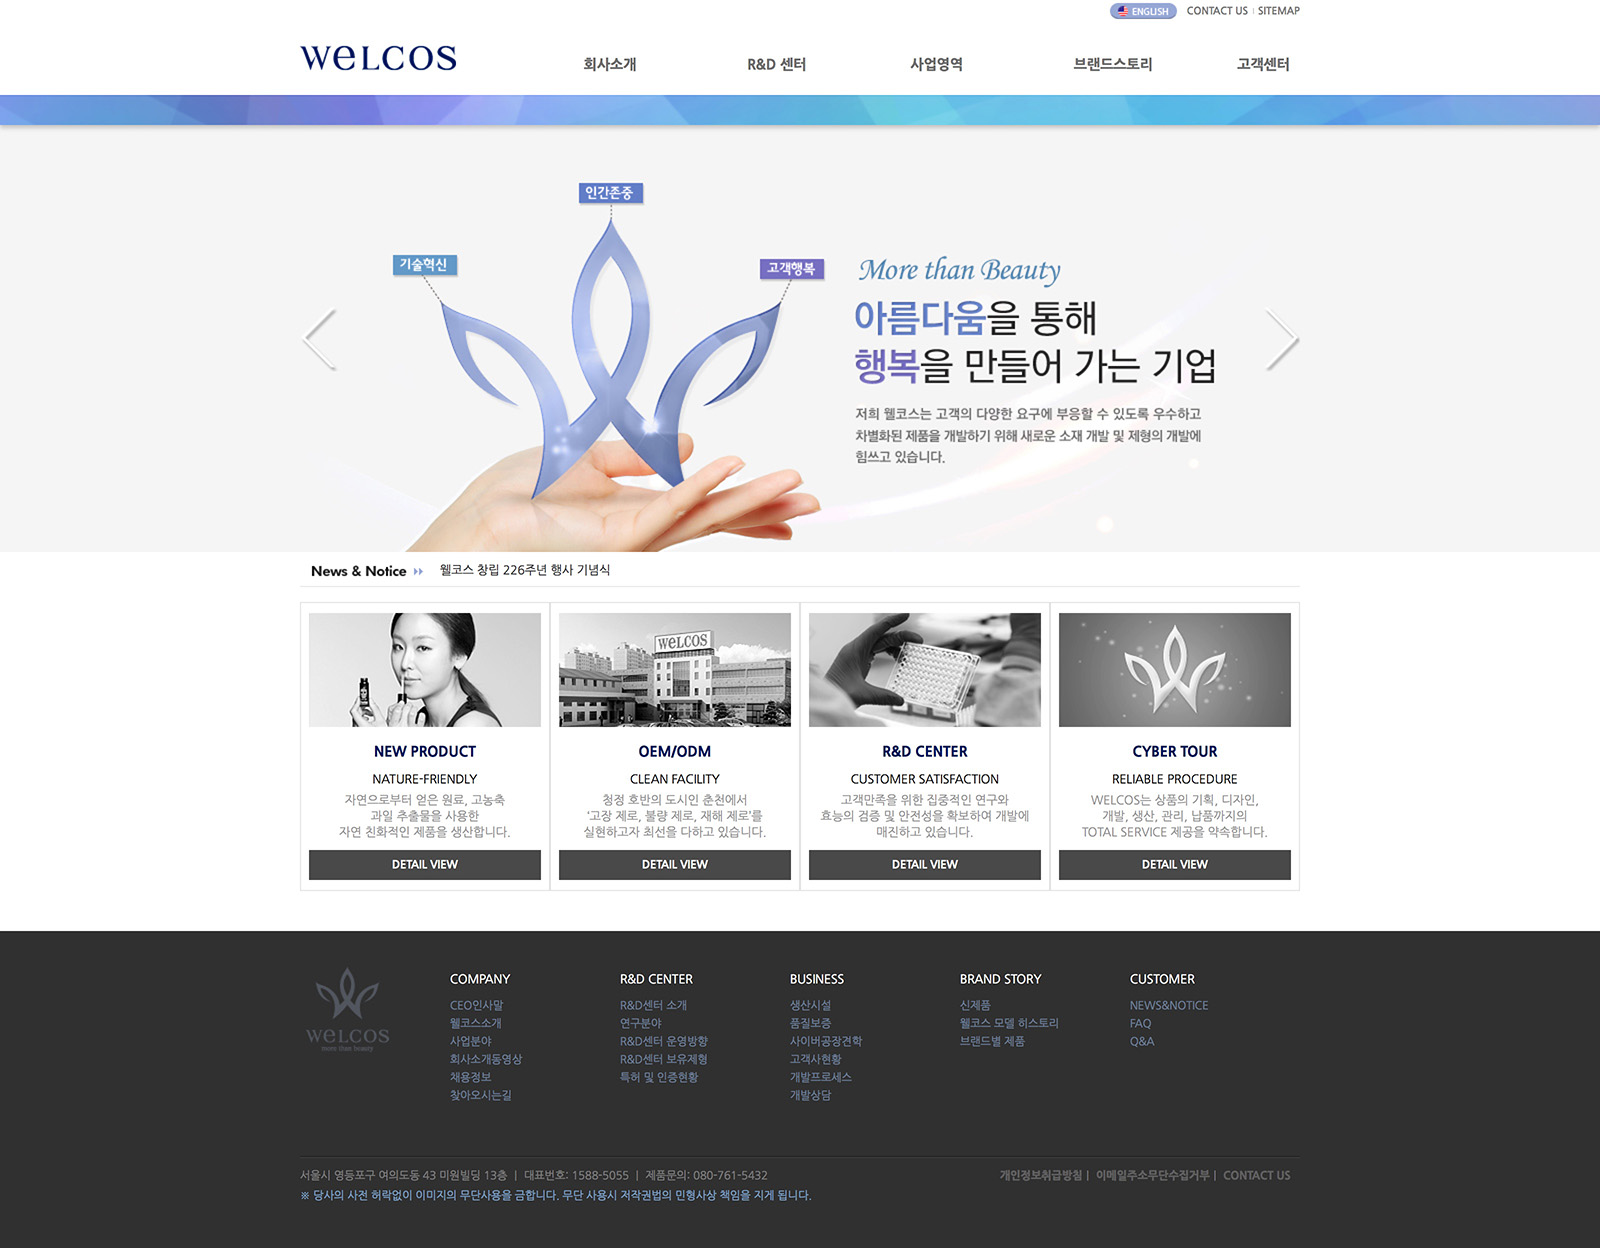 ENGLISH CONTACT US SITEMAP
WELCOS
회사소개 R&D 센터 사업영역 브랜드스토리 고객센터
인간존중
기술혁신
고객행복
More than Beauty
아름다움을 통해
행복을 만들어 가는 기업
저희 웰코스는 고객의 다양한 요구에 부응할 수 있도록 우수하고
차별화된 제품을 개발하기 위해 새로운 소재 개발 및 제형의 개발에
힘쓰고 있습니다.
News & Notice 웰코스 창립 226주년 행사 기념식
WELCOS
NEW PRODUCT
NATURE-FRIENDLY
자연으로부터 얻은 원료, 고농축
과일 추출물을 사용한
자연 친화적인 제품을 생산합니다.
DETAIL VIEW
OEM/ODM
CLEAN FACILITY
청정 호반의 도시인 춘천에서
'고장 제로, 불량 제로, 재해 제로'를
실현하고자 최선을 다하고 있습니다.
DETAIL VIEW
R&D CENTER
CUSTOMER SATISFACTION
고객만족을 위한 집중적인 연구와
효능의 검증 및 안전성을 확보하여 개발에
매진하고 있습니다.
DETAIL VIEW
CYBER TOUR
RELIABLE PROCEDURE
WELCOS는 상품의 기획, 디자인,
개발, 생산, 관리, 납품까지의
TOTAL SERVICE 제공을 약속합니다.
DETAIL VIEW
WELCOS
more than beauty
COMPANY
CEO인사말
웰코스소개
사업분야
회사소개동영상
채용정보
찾아오시는길
R&D CENTER
R&D센터 소개
연구분야
R&D센터 운영방향
R&D센터 보유제형
특허 및 인증현황
BUSINESS
생산시설
품질보증
사이버공장견학
고객사현황
개발프로세스
개발상담
BRAND STORY
신제품
웰코스 모델 히스토리
브랜드별 제품
CUSTOMER
NEWS&NOTICE
FAQ
Q&A
서울시 영등포구 여의도동 43 미원빌딩 13층 | 대표번호: 1588-5055 | 제품문의: 080-761-5432
개인정보취급방침 | 이메일주소무단수집거부 | CONTACT US
※ 당사의 사전 허락없이 이미지의 무단사용을 금합니다. 무단 사용시 저작권법의 민형사상 책임을 지게 됩니다.